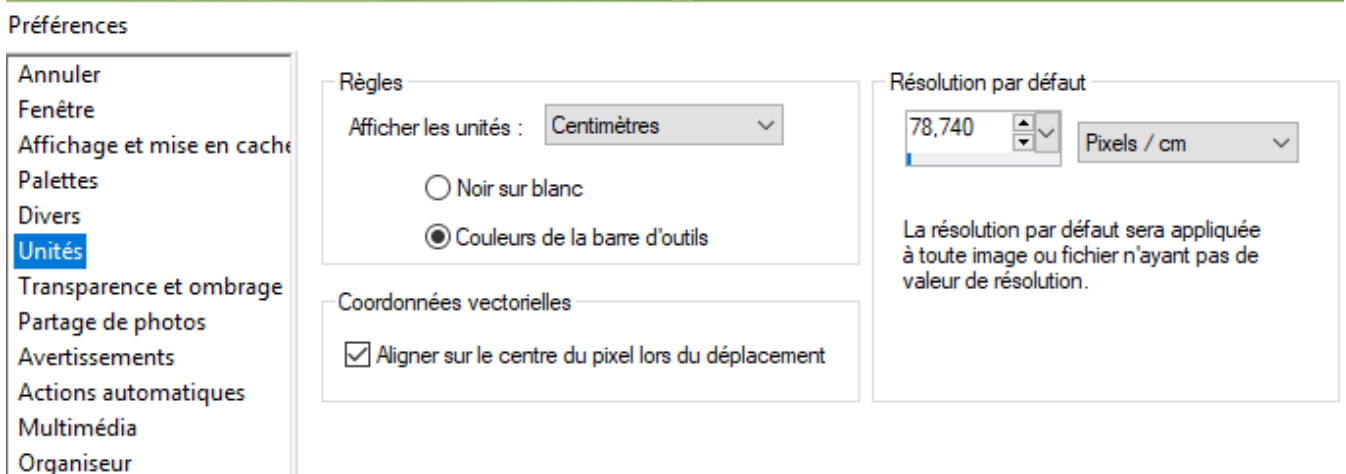 Préférences
Annuler
Fenêtre
Affichage et mise en cache
Palettes
Divers
Unités
Transparence et ombrage
Partage de photos
Avertissements
Actions automatiques
Multimédia
Organiseur
Règles
Afficher les unités : Centimètres
Noir sur blanc
Couleurs de la barre d'outils
Coordonnées vectorielles
Aligner sur le centre du pixel lors du déplacement
Résolution par défaut
78,740 Pixels / cm
La résolution par défaut sera appliquée
à toute image ou fichier n'ayant pas de
valeur de résolution.